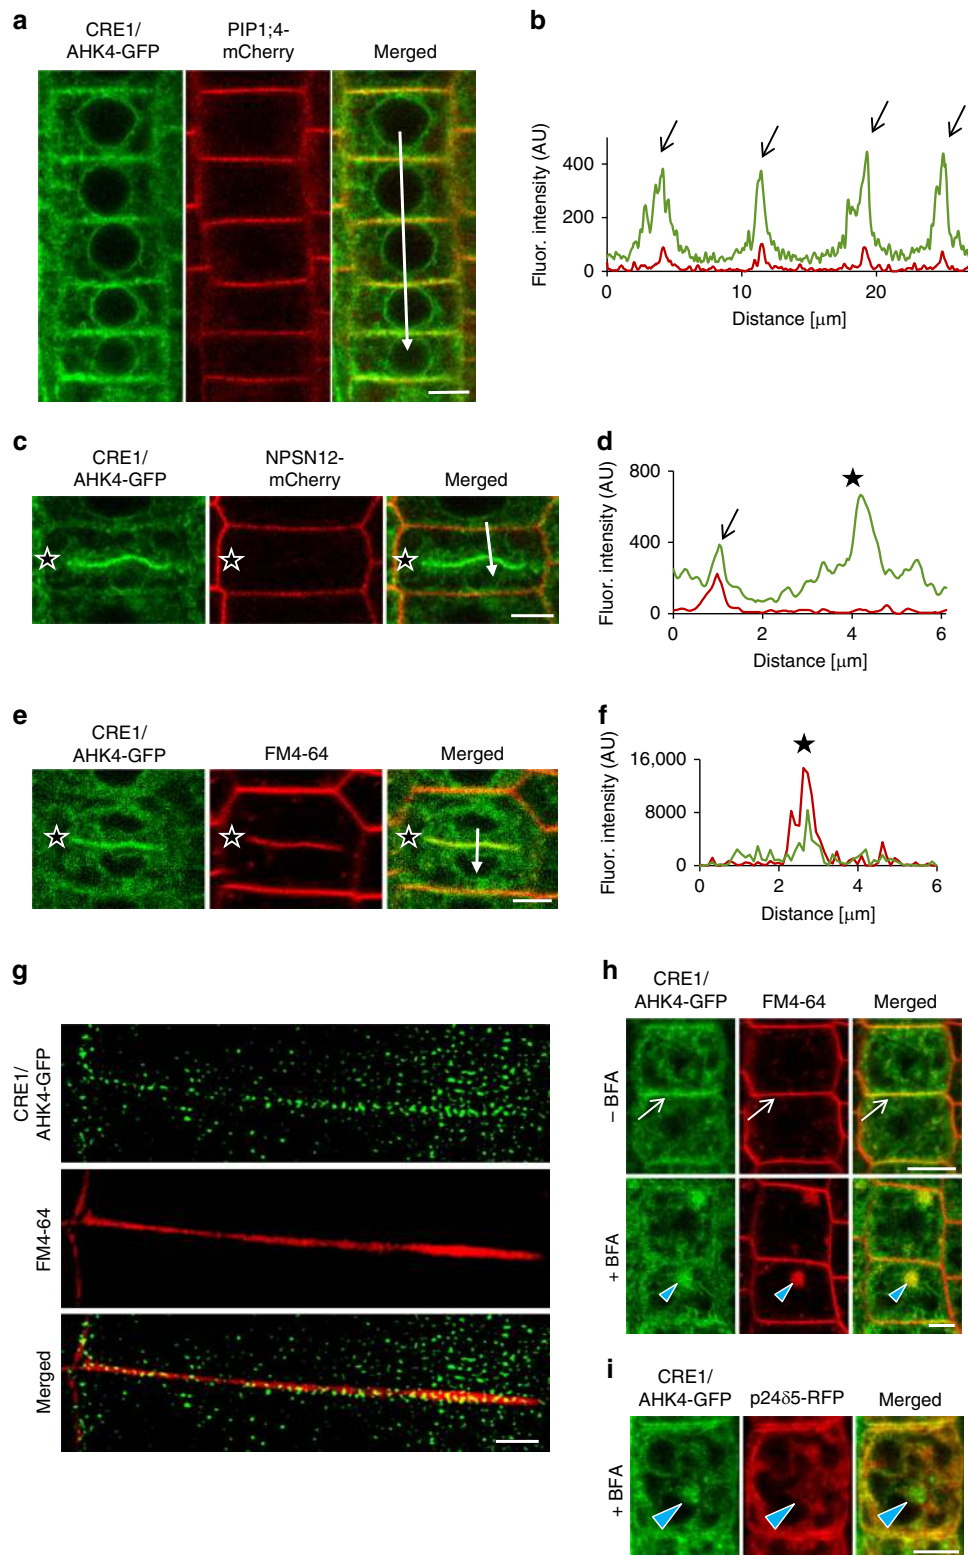 a
CRE1/
AHK4-GFP
PIP1;4-
mCherry
Merged
b
Fluor. intensity (AU)
400
200
0
0
10
20
Distance [μm]
c
CRE1/
AHK4-GFP
NPSN12-
mCherry
Merged
d
Fluor. intensity (AU)
800
400
0
0
2
4
6
Distance [μm]
e
CRE1/
AHK4-GFP
FM4-64
Merged
f
Fluor. intensity (AU)
16,000
8000
0
0
2
4
6
Distance [μm]
g
CRE1/
AHK4-GFP
FM4-64
Merged
h
CRE1/
AHK4-GFP
FM4-64
Merged
– BFA
+ BFA
i
CRE1/
AHK4-GFP
p24δ5-RFP
Merged
+ BFA